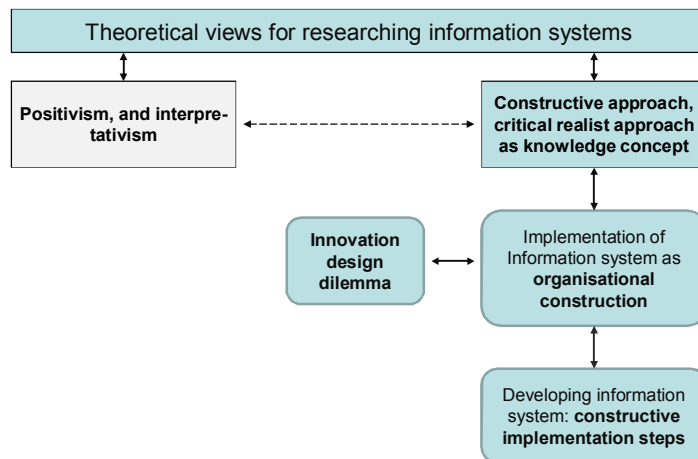 Theoretical views for researching information systems
Positivism, and interpre-
tativism
Constructive approach,
critical realist approach
as knowledge concept
Innovation
design
dilemma
Implementation of
Information system as
organisational
construction
Developing information
system: constructive
implementation steps